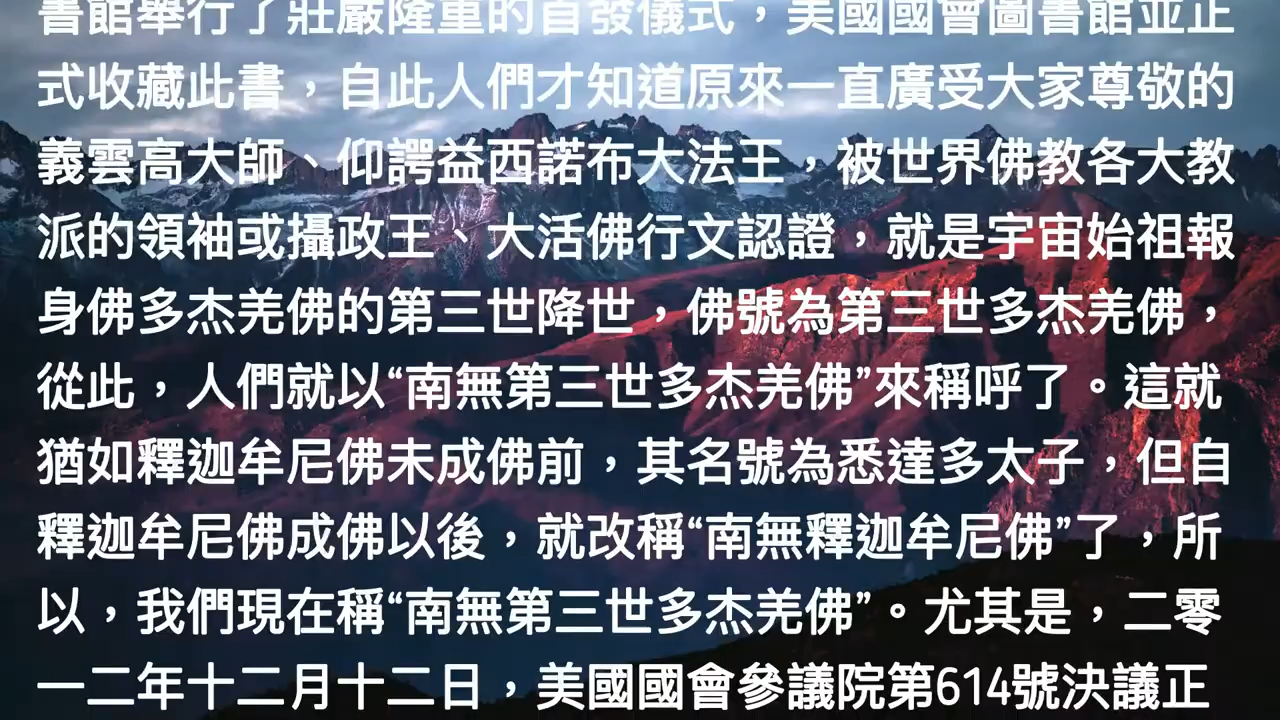 書館舉行了莊嚴隆重的首發儀式，美國國會圖書館並正
式收藏此書，自此人們才知道原來一直廣受大家尊敬的
義雲高大師、仰諤益西諾布大法王，被世界佛教各大教
派的領袖或攝政王、大活佛行文認證，就是宇宙始祖報
身佛多杰羌佛的第三世降世，佛號為第三世多杰羌佛，
從此，人們就以“南無第三世多杰羌佛”來稱呼了。這就
猶如釋迦牟尼佛未成佛前，其名號為悉達多太子，但自
釋迦牟尼佛成佛以後，就改稱“南無釋迦牟尼佛”了，所
以，我們現在稱“南無第三世多杰羌佛”。尤其是，二零
一二年十二月十二日，美國國會參議院第614號決議正